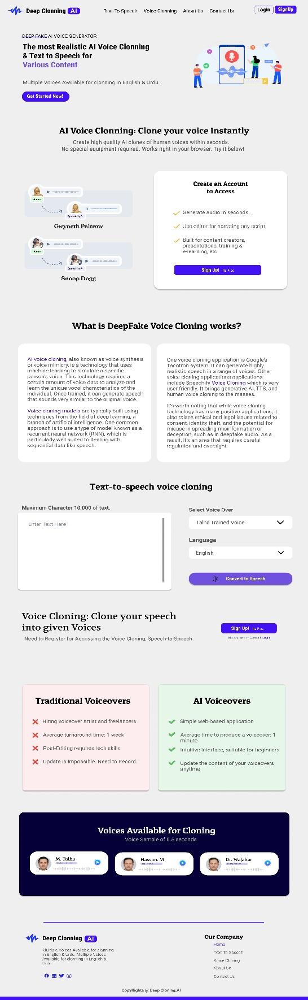 Deep Clonning AI
Text-To-Speech Voice-Clonning About Us Contact Us
Login SignUp
DEEP FAKE AI VOICE GENERATOR
The most Realistic AI Voice Clonning
& Text to Speech for
Various Content
Multiple Voices Available for clonning in English & Urdu.
Get Started Now!
AI Voice Clonning: Clone your voice Instantly
Create high quality AI clones of human voices within seconds.
No special equipment required. Works right in your browser. Try it below!
Human
Speechify AI
Gwyneth Paltrow
Human
Speechify AI
Snoop Dogg
Create an Account
to Access
Generate audio in seconds.
Use editor for narrating any script.
Built for content creators,
presentations, training &
e-learning, etc
Sign Up! Its Free
What is DeepFake Voice Cloning works?
AI voice cloning, also known as voice synthesis
or voice mimicry, is a technology that uses
machine learning to simulate a specific
person's voice. This technology requires a
certain amount of voice data to analyze and
learn the unique vocal characteristics of the
individual. Once trained, it can generate speech
that sounds very similar to the original voice.
Voice cloning models are typically built using
techniques from the field of deep learning, a
branch of artificial intelligence. One common
approach is to use a type of model known as a
recurrent neural network (RNN), which is
particularly well suited to dealing with
sequential data like speech.
One voice cloning application is Google's
Tacotron system. It can generate highly
realistic speech in a range of voices. Other
voice cloning applications applications
include Speechify Voice Cloning which is very
user friendly. It brings generative AI, TTS, and
human voice cloning to the masses.
It's worth noting that while voice cloning
technology has many positive applications, it
also raises ethical and legal issues related to
consent, identity theft, and the potential for
misuse in spreading misinformation or
deception, such as in deepfake audio. As a
result, it's an area that requires careful
regulation and oversight.
Text-to-speech voice cloning
Maximum Character 10,000 of text.
Enter Text Here
Select Voice Over
Talha Trained Voice
Language
English
Convert to Speech
Voice Cloning: Clone your speech
into given Voices
Need to Register for Accessing the Voice Cloning, Speech-to-Speech
Sign Up! Its Free
Already have an Account Login
Traditional Voiceovers
Hiring voiceover artist and freelancers
Average turnaround time: 1 week
Post-Editing requires tech skills
Update is Impossible. Need to Record.
AI Voiceovers
Simple web-based application
Average time to produce a voiceover: 1
minute
Intuitive interface, suitable for beginners
Update the content of your voiceovers
anytime
Voices Available for Cloning
Voice Sample of 0.5 seconds
M. Talha
Hassan. M
Dr. Wajahat
Deep Clonning AI
Multiple Voices Available for clonning
in English & Urdu. Multiple Voices
Available for clonning in English &
Urdu.
Our Company
Home
Text To Speech
Voice Cloning
About Us
Contact Us
CopyRights @ Deep Cloning.AI